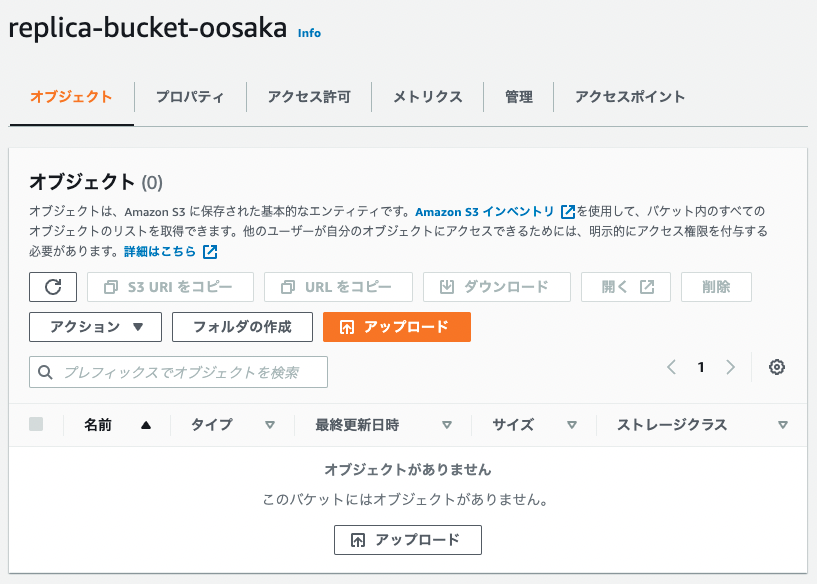 replica-bucket-oosaka Info
オブジェクト プロパティ アクセス許可 メトリクス 管理 アクセスポイント
オブジェクト (0)
オブジェクトは、Amazon S3 に保存された基本的なエンティティです。Amazon S3 インベントリ を使用して、バケット内のすべての
オブジェクトのリストを取得できます。他のユーザーが自分のオブジェクトにアクセスできるためには、明示的にアクセス権限を付与する
必要があります。詳細はこちら
S3 URI をコピー URL をコピー ダウンロード 開く 削除
アクション フォルダの作成 アップロード
プレフィックスでオブジェクトを検索 1
名前 タイプ 最終更新日時 サイズ ストレージクラス
オブジェクトがありません
このバケットにはオブジェクトがありません。
アップロード